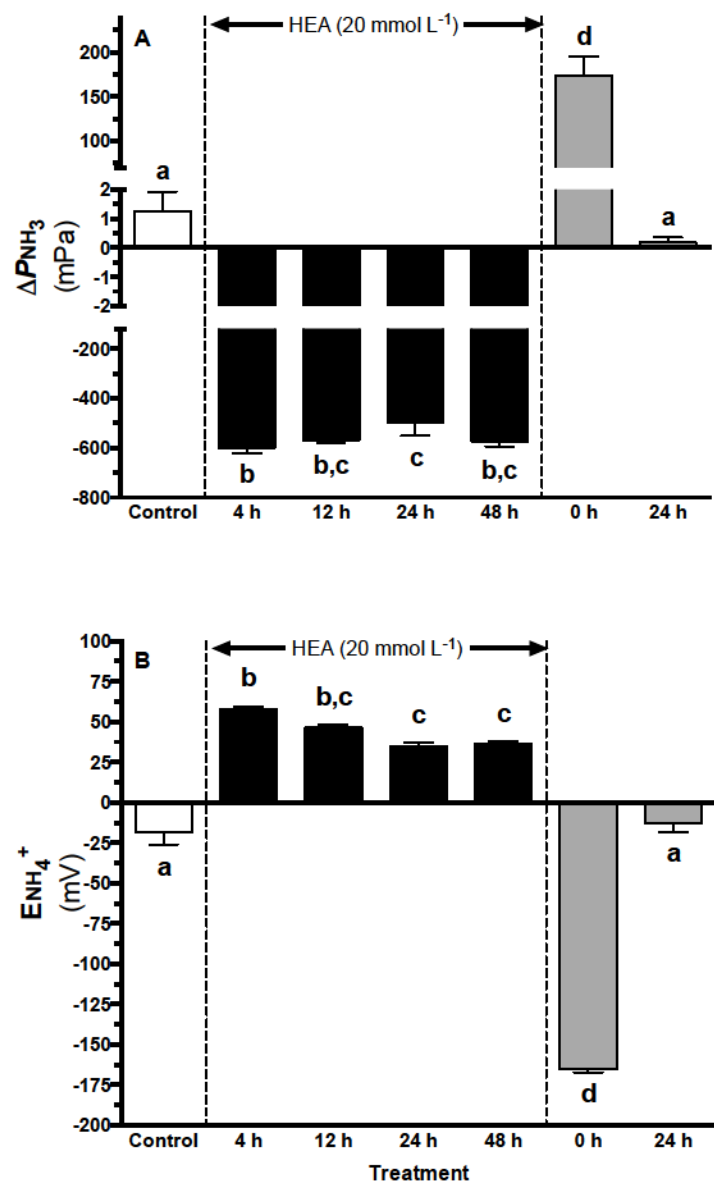 A
HEA (20 mmol L-1)
d
200
150
100
a
a
2
1
0
-1
-2
ΔPNH3
(mPa)
-200
-400
-600
-800
b
b,c
c
b,c
Control 4 h 12 h 24 h 48 h 0 h 24 h
B
HEA (20 mmol L-1)
100
75
50
25
0
-25
-50
-75
-100
-125
-150
-175
-200
b
b,c
c
c
a
a
d
ENH4+
(mV)
Control 4 h 12 h 24 h 48 h 0 h 24 h
Treatment